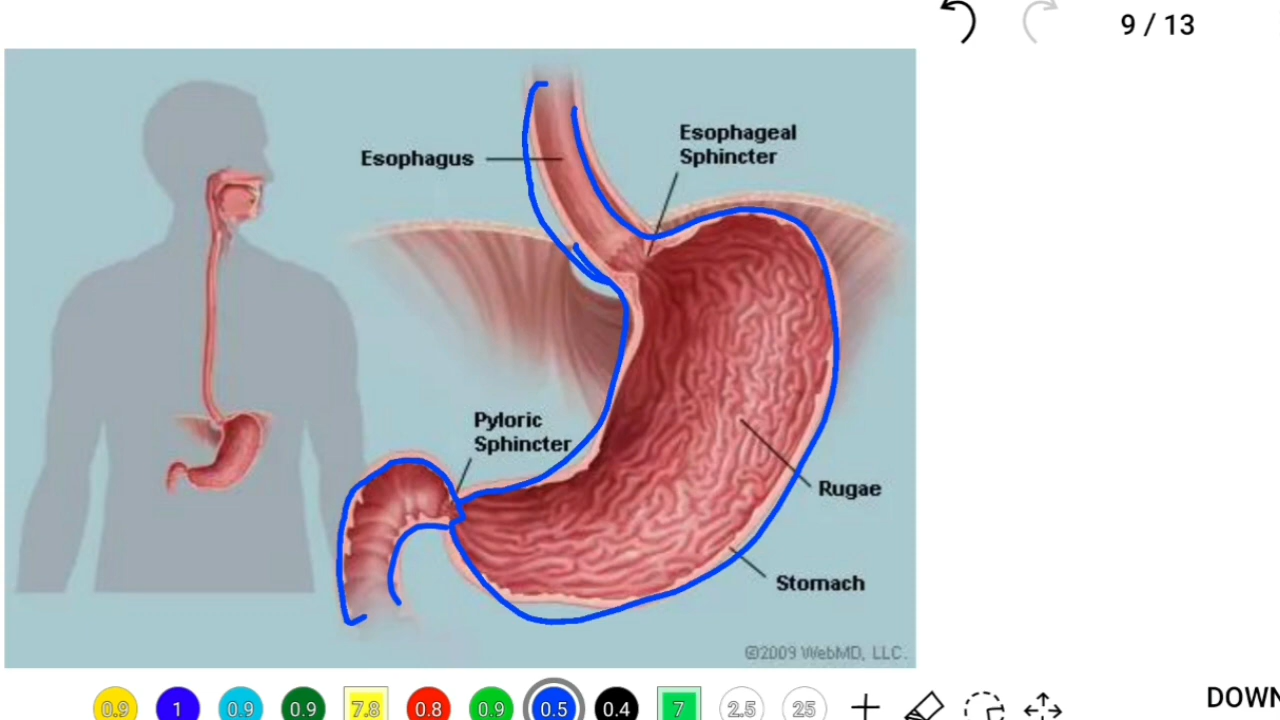 9 / 13
Esophageal
Sphincter
Esophagus
Pyloric
Sphincter
Rugae
Stomach
©2009 WebMD, LLC.
0.9 1 0.9 0.9 7.8 0.8 0.9 0.5 0.4 7 2.5 25
DOWN